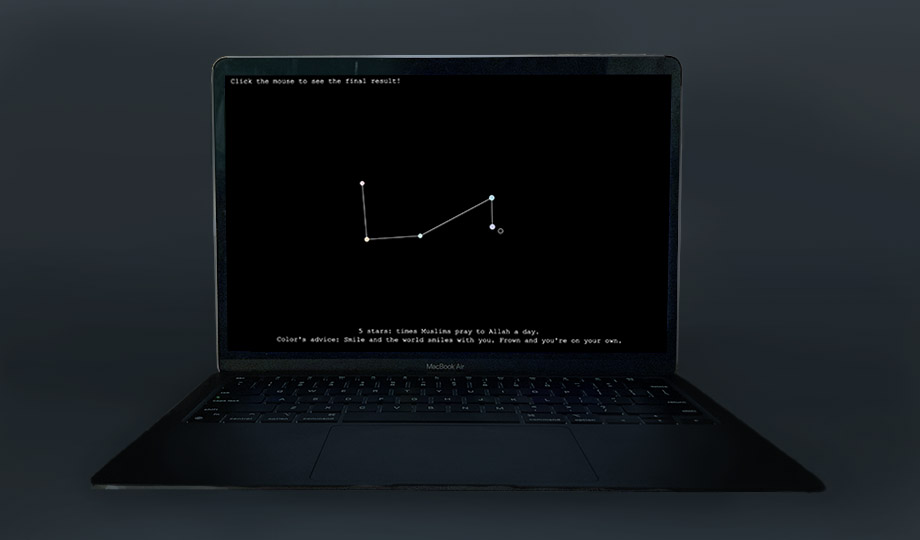 Click the mouse to see the final result!
5 stars: times Muslims pray to Allah a day.
Color's advice: Smile and the world smiles with you. Frown and you're on your own.
MacBook Air